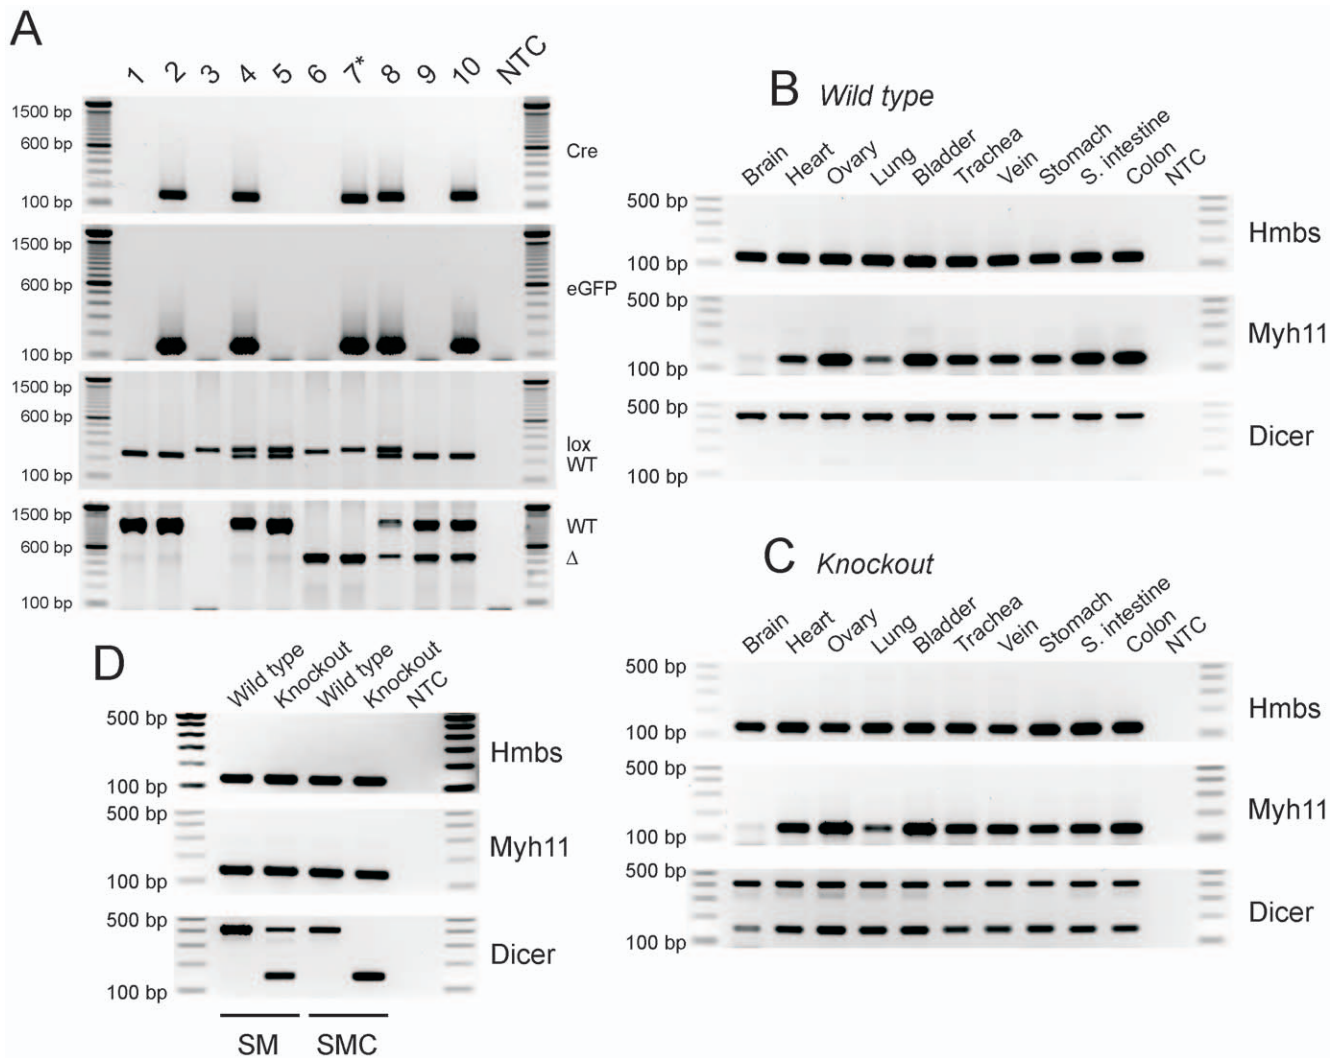 A
1 2 3 4 5 6 7* 8 9 10 NTC
1500 bp
600 bp
100 bp
Cre
1500 bp
600 bp
100 bp
eGFP
1500 bp
600 bp
100 bp
lox
WT
1500 bp
600 bp
100 bp
WT
Δ
B Wild type
Brain Heart Ovary Lung Bladder Trachea Vein Stomach S. intestine Colon NTC
500 bp
100 bp
Hmbs
500 bp
100 bp
Myh11
500 bp
100 bp
Dicer
C Knockout
Brain Heart Ovary Lung Bladder Trachea Vein Stomach S. intestine Colon NTC
500 bp
100 bp
Hmbs
500 bp
100 bp
Myh11
500 bp
100 bp
Dicer
D
Wild type Knockout Wild type Knockout NTC
500 bp
100 bp
Hmbs
500 bp
100 bp
Myh11
500 bp
100 bp
Dicer
SM SMC